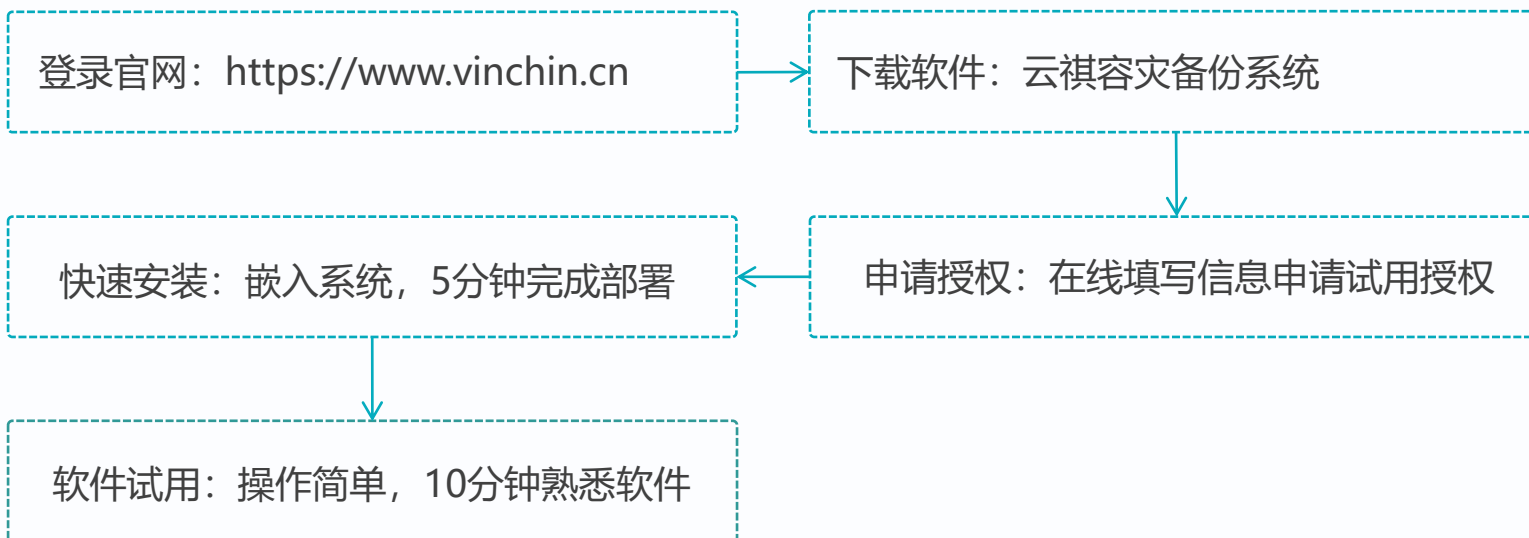 登录官网：https://www.vinchin.cn
下载软件：云祺容灾备份系统
申请授权：在线填写信息申请试用授权
快速安装：嵌入系统，5分钟完成部署
软件试用：操作简单，10分钟熟悉软件